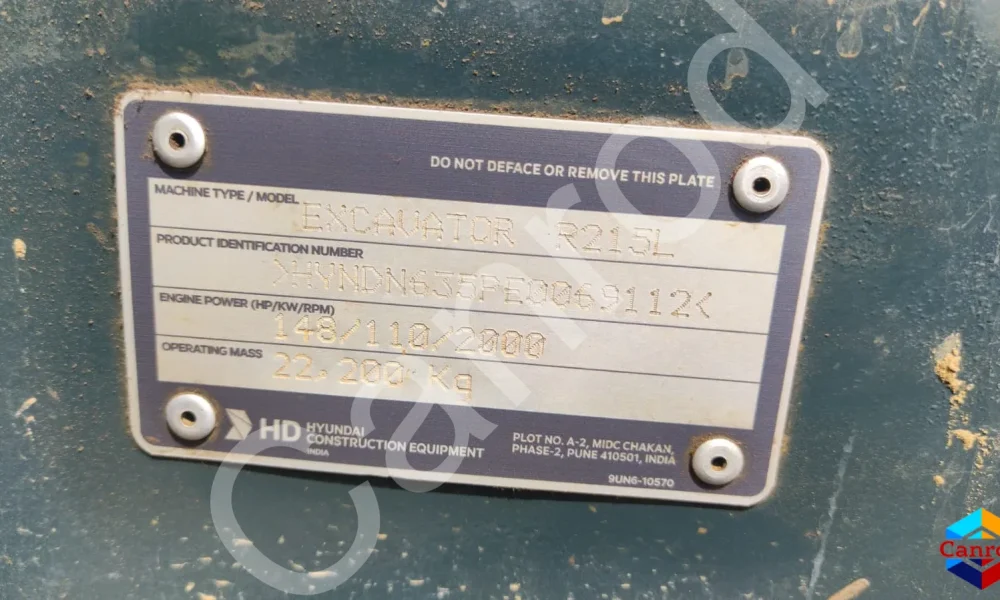 DO NOT DEFACE OR REMOVE THIS PLATE
MACHINE TYPE / MODEL
EXCAVATOR R215L
PRODUCT IDENTIFICATION NUMBER
>HYNDN635PE0069112<
ENGINE POWER (HP/KW/RPM)
148/110/2000
OPERATING MASS
22,200 Kg
HD HYUNDAI
CONSTRUCTION EQUIPMENT
INDIA
PLOT NO. A-2, MIDC CHAKAN,
PHASE-2, PUNE 410501, INDIA
9UN6-10570
Canrod